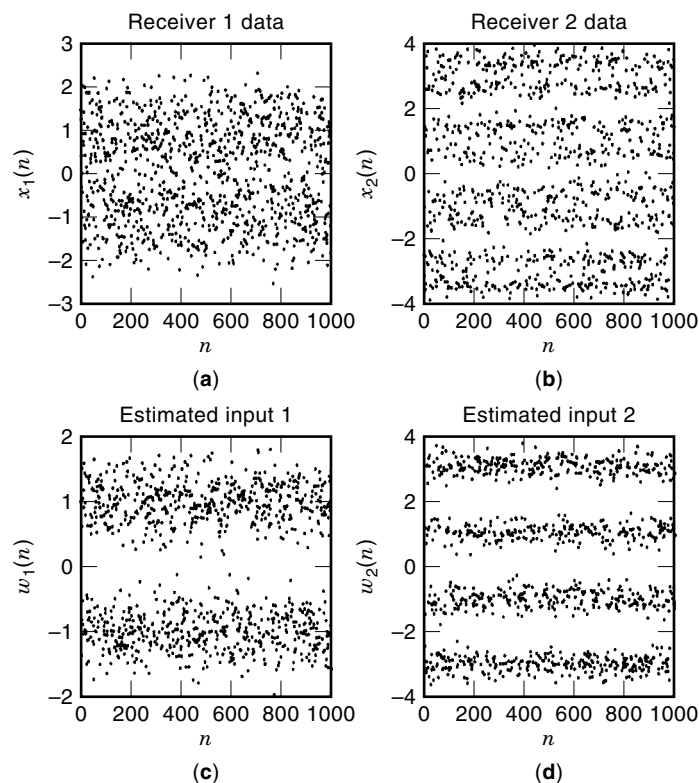 Receiver 1 data
3
2
1
0
–1
–2
–3
x1(n)
0 200 400 600 800 1000
n
(a)
Receiver 2 data
4
2
0
–2
–4
x2(n)
0 200 400 600 800 1000
n
(b)
Estimated input 1
2
1
0
–1
–2
w1(n)
0 200 400 600 800 1000
n
(c)
Estimated input 2
4
2
0
–2
–4
w2(n)
0 200 400 600 800 1000
n
(d)